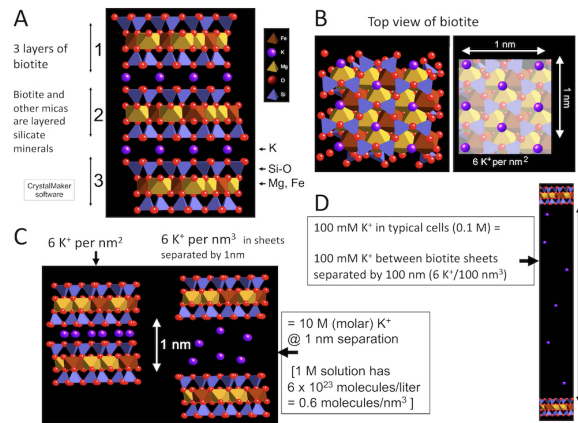 A
3 layers of
biotite
Biotite and
other micas
are layered
silicate
minerals
CrystalMaker
software
1
2
3
Fe
K
Mg
O
Si
K
Si-O
Mg, Fe
B
Top view of biotite
1 nm
1 nm
6 K⁺ per nm²
C
6 K⁺ per nm²
6 K⁺ per nm³ in sheets
separated by 1nm
1 nm
= 10 M (molar) K⁺
@ 1 nm separation
[1 M solution has
6 x 10²³ molecules/liter
= 0.6 molecules/nm³ ]
D
100 mM K⁺ in typical cells (0.1 M) =
100 mM K⁺ between biotite sheets
separated by 100 nm (6 K⁺/100 nm³)